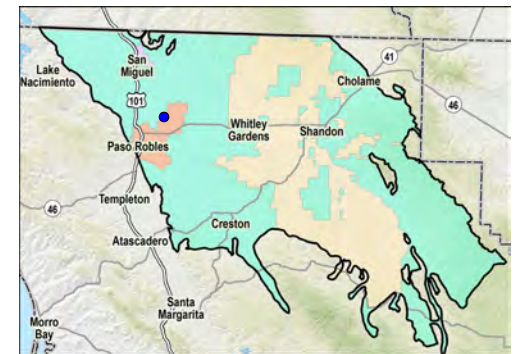 San
Miguel
Lake
Nacimiento
41
Cholame
101
46
Whitley
Gardens
Shandon
Paso Robles
Templeton
46
Creston
Atascadero
Santa
Margarita
Morro
Bay